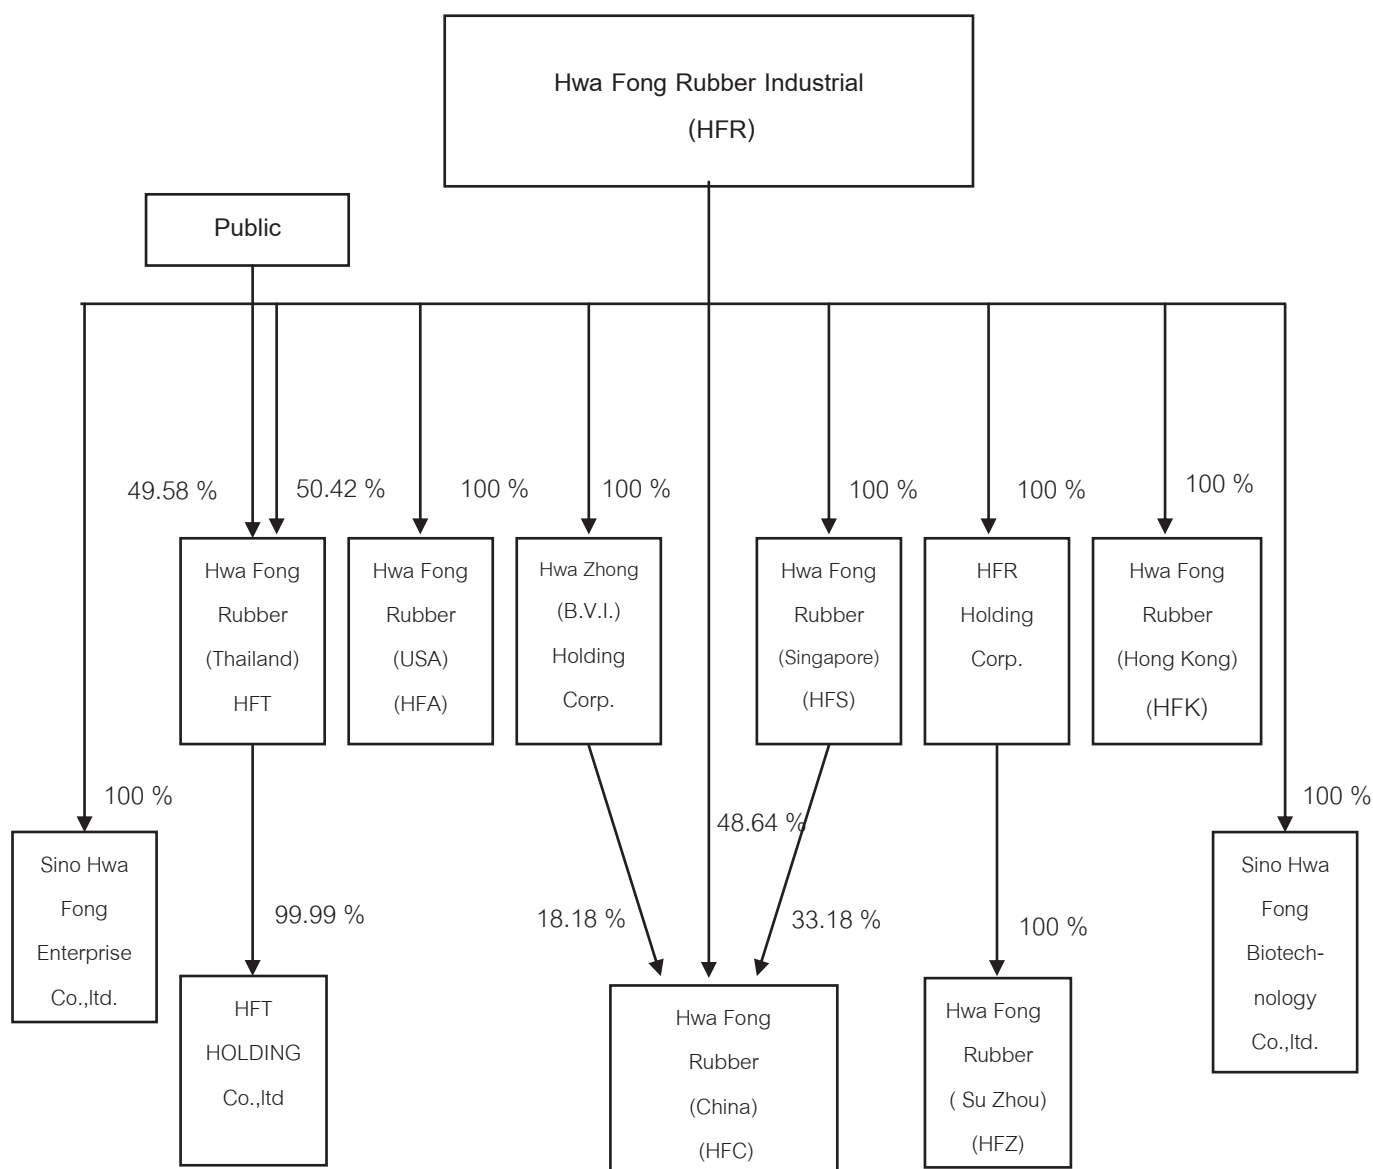 Hwa Fong Rubber Industrial
(HFR)
Public
49.58 %
50.42 %
100 %
100 %
100 %
100 %
100 %
Hwa Fong
Rubber
(Thailand)
HFT
Hwa Fong
Rubber
(USA)
(HFA)
Hwa Zhong
(B.V.I.)
Holding
Corp.
Hwa Fong
Rubber
(Singapore)
(HFS)
HFR
Holding
Corp.
Hwa Fong
Rubber
(Hong Kong)
(HFK)
100 %
48.64 %
100 %
Sino Hwa
Fong
Enterprise
Co.,ltd.
99.99 %
18.18 %
33.18 %
100 %
Sino Hwa
Fong
Biotech-
nology
Co.,ltd.
HFT
HOLDING
Co.,ltd
Hwa Fong
Rubber
(China)
(HFC)
Hwa Fong
Rubber
( Su Zhou)
(HFZ)